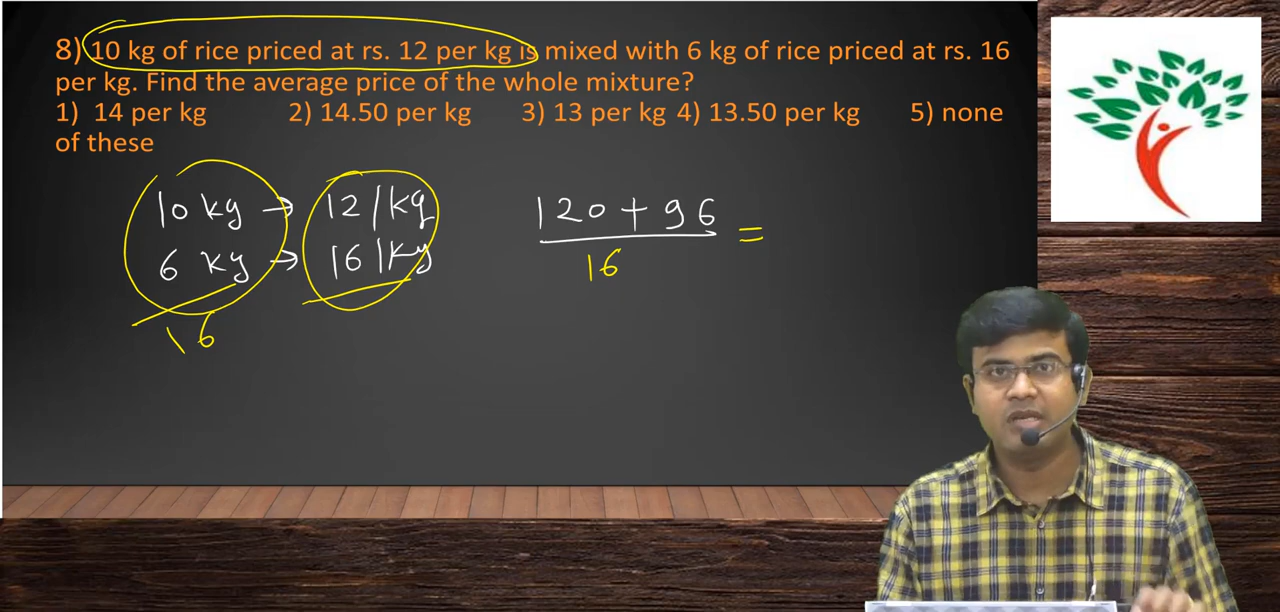 8) 10 kg of rice priced at rs. 12 per kg is mixed with 6 kg of rice priced at rs. 16
per kg. Find the average price of the whole mixture?
1) 14 per kg 2) 14.50 per kg 3) 13 per kg 4) 13.50 per kg 5) none
of these
10 kg → 12/kg
6 kg → 16/kg
16
120 + 96 =
16